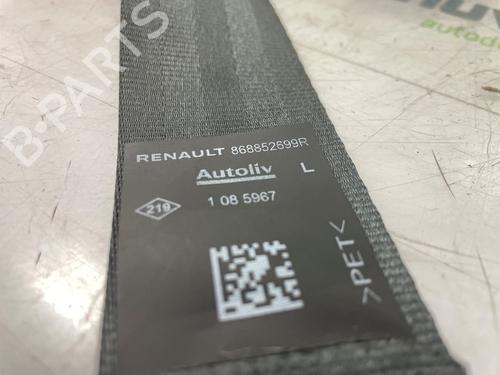 B-PARTS
RENAULT 868852699R
Autoliv L
219 1 08 5967
>PET<